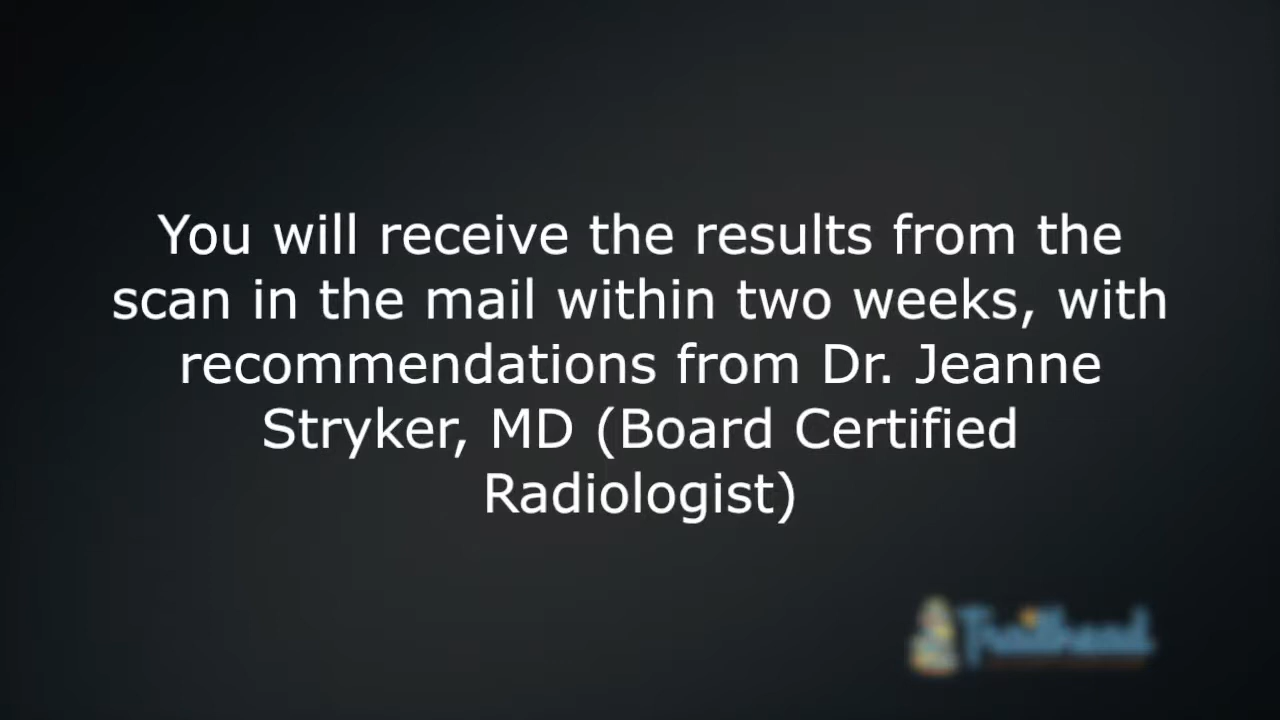 You will receive the results from the
scan in the mail within two weeks, with
recommendations from Dr. Jeanne
Stryker, MD (Board Certified
Radiologist)
Trailhead